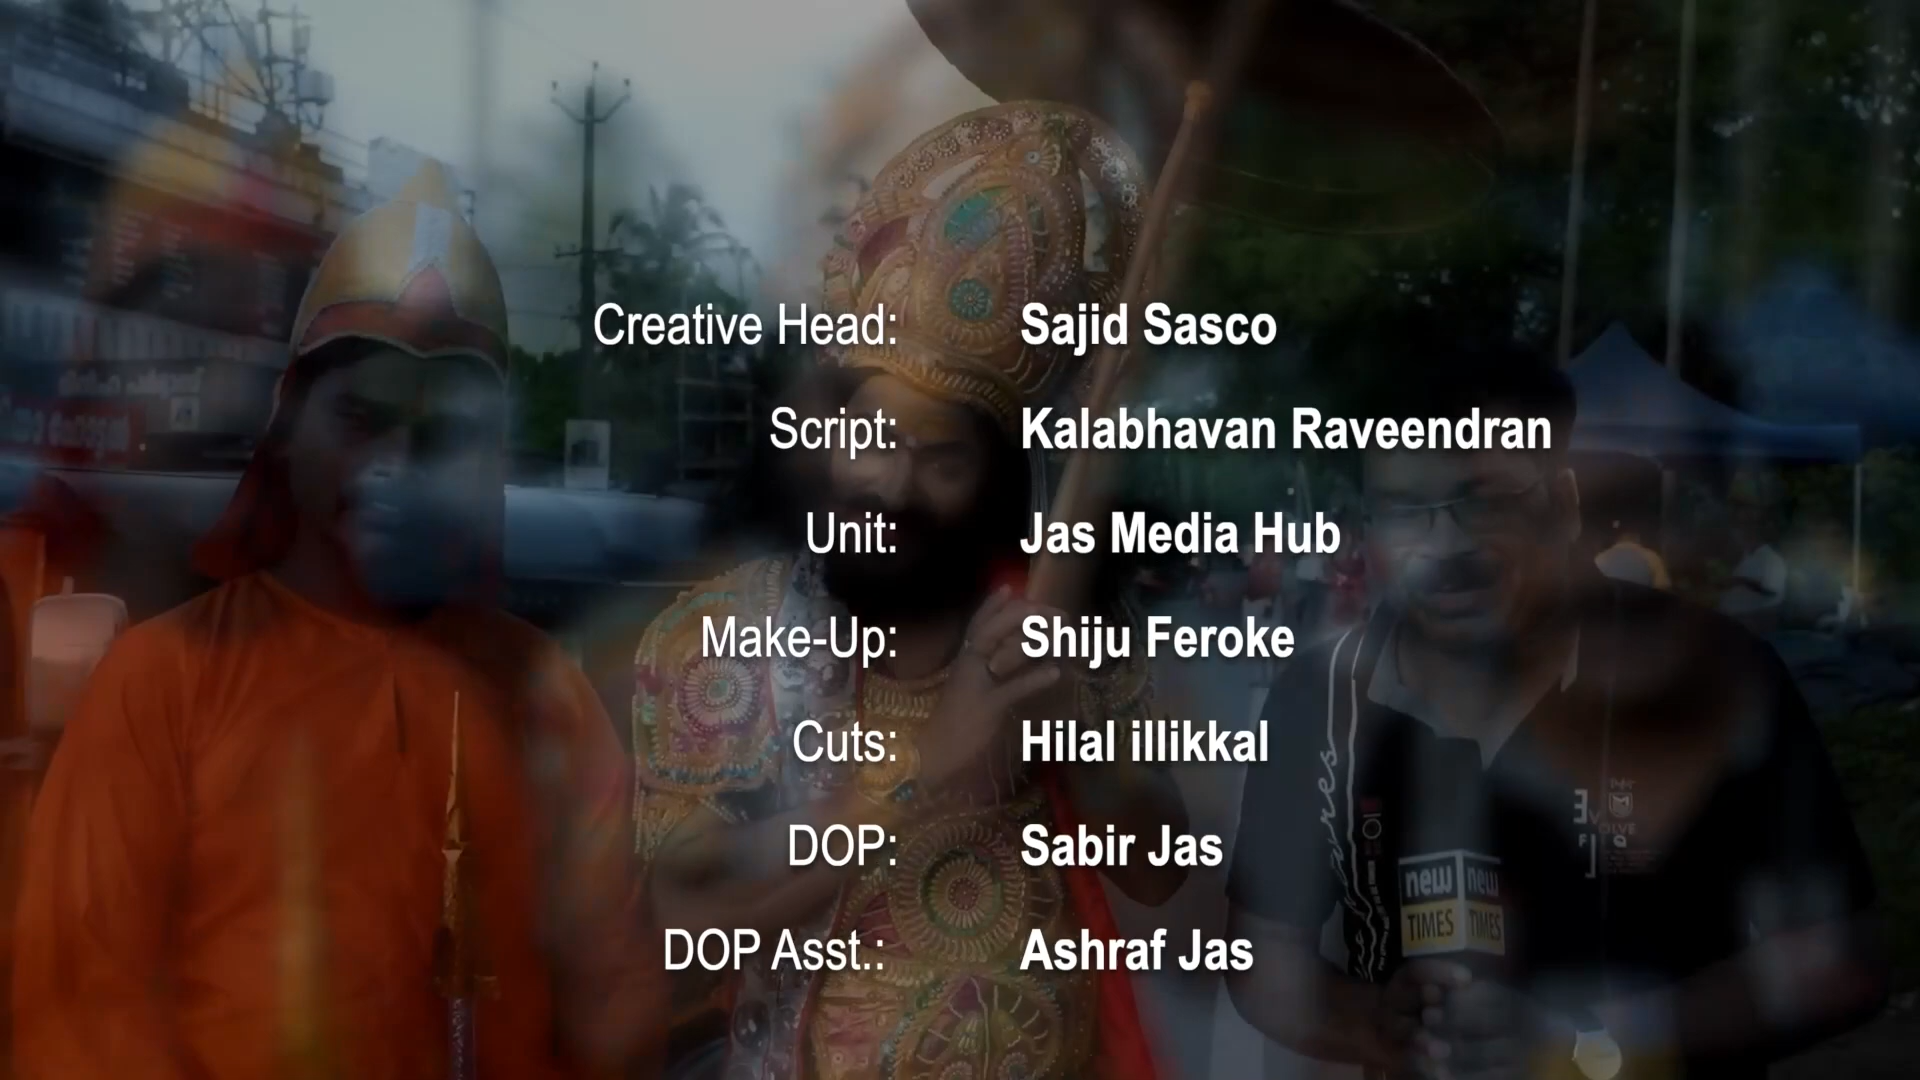 Creative Head: Sajid Sasco
Script: Kalabhavan Raveendran
Unit: Jas Media Hub
Make-Up: Shiju Feroke
Cuts: Hilal illikkal
DOP: Sabir Jas
DOP Asst.: Ashraf Jas
new new
TIMES TIMES